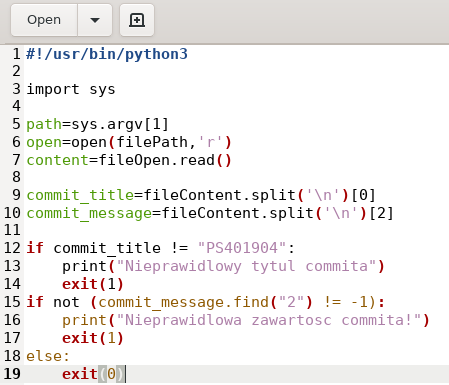 Open
1 #!/usr/bin/python3
2
3 import sys
4
5 path=sys.argv[1]
6 open=open(filePath,'r')
7 content=fileOpen.read()
8
9 commit_title=fileContent.split('\n')[0]
10 commit_message=fileContent.split('\n')[2]
11
12 if commit_title != "PS401904":
13     print("Nieprawidlowy tytul commita")
14     exit(1)
15 if not (commit_message.find("2") != -1):
16     print("Nieprawidlowa zawartosc commita!")
17     exit(1)
18 else:
19     exit(0)